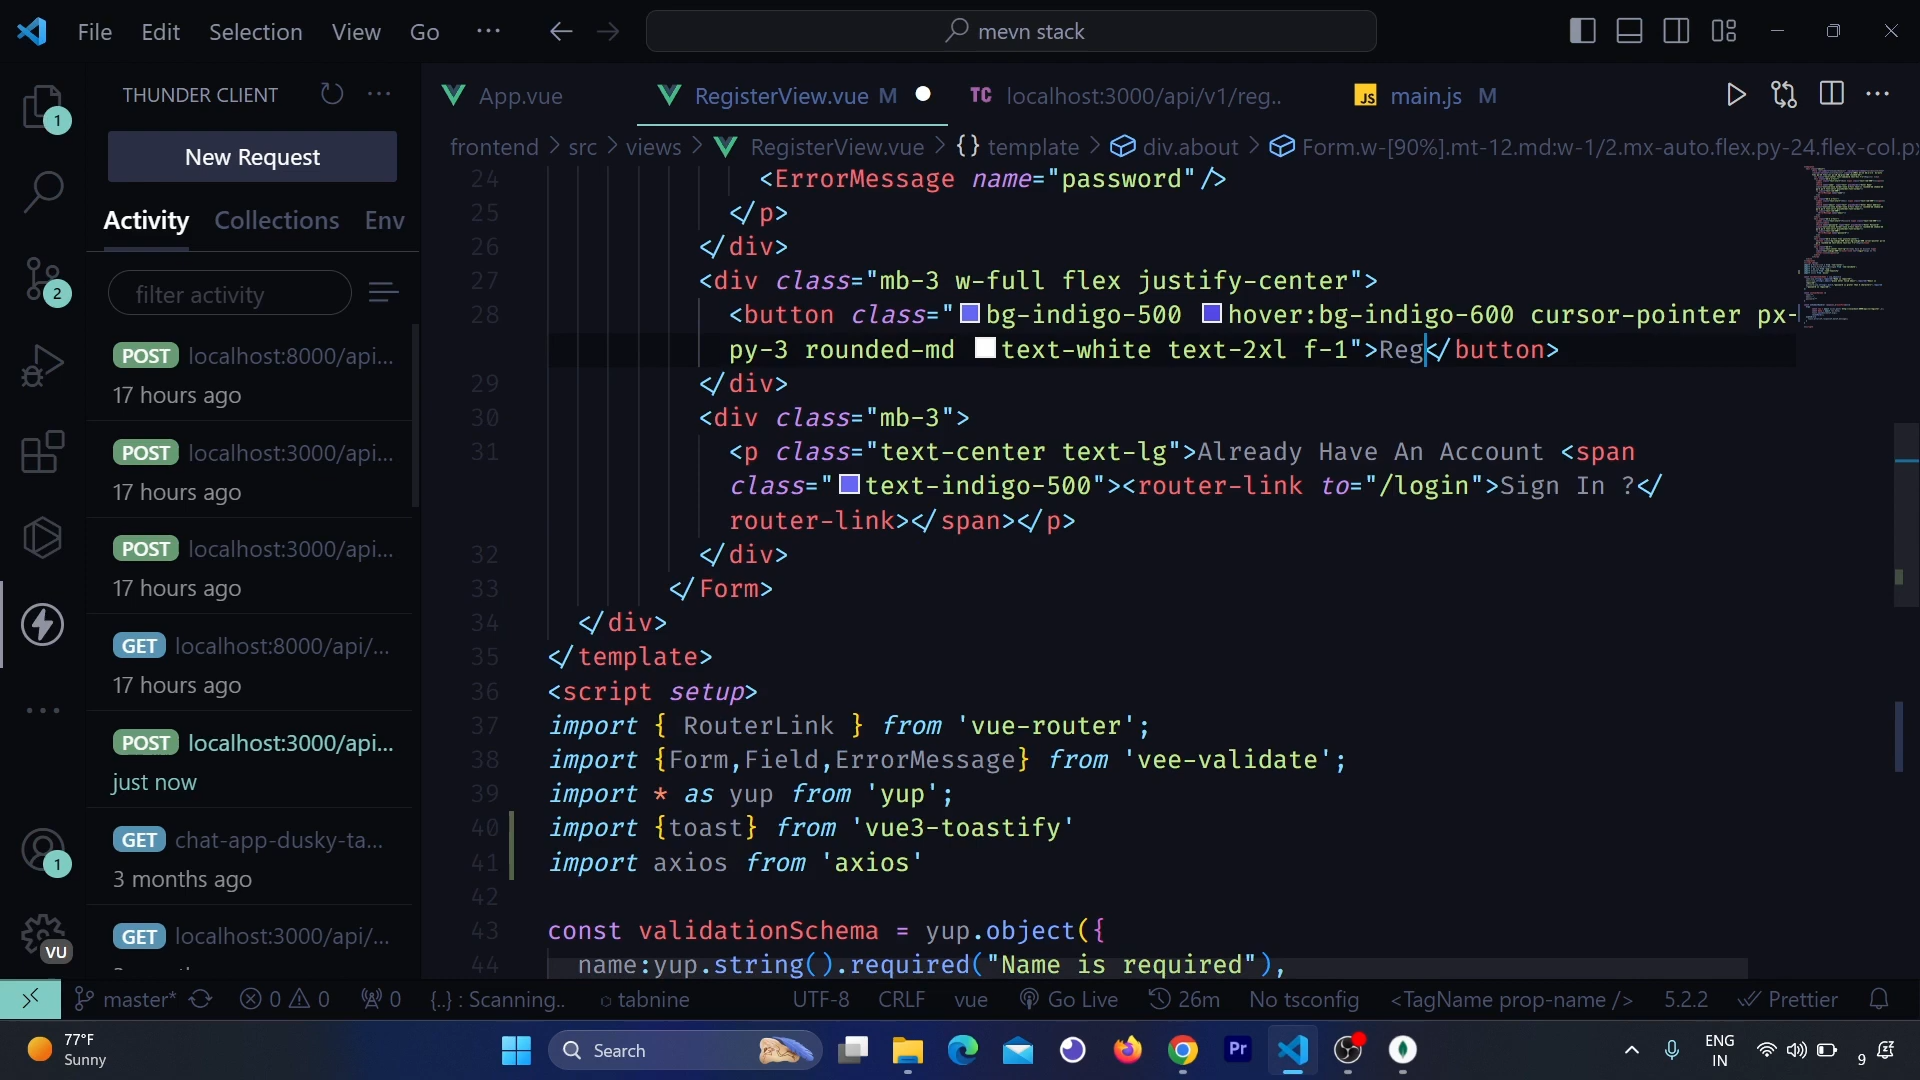 File Edit Selection View Go ··· mevn stack
THUNDER CLIENT ···
New Request
Activity Collections Env
filter activity
POST localhost:8000/api...
17 hours ago
POST localhost:3000/api...
17 hours ago
POST localhost:3000/api...
17 hours ago
GET localhost:8000/api/...
17 hours ago
POST localhost:3000/api...
just now
GET chat-app-dusky-ta...
3 months ago
GET localhost:3000/api/...
1
2
1
VU
App.vue RegisterView.vue M TC localhost:3000/api/v1/reg.. JS main.js M
frontend > src > views > RegisterView.vue > {} template > div.about > Form.w-[90%].mt-12.md:w-1/2.mx-auto.flex.py-24.flex-col.px
24 <ErrorMessage name="password"/>
25 </p>
26 </div>
27 <div class="mb-3 w-full flex justify-center">
28 <button class="bg-indigo-500 hover:bg-indigo-600 cursor-pointer px-
py-3 rounded-md text-white text-2xl f-1">Reg</button>
29 </div>
30 <div class="mb-3">
31 <p class="text-center text-lg">Already Have An Account <span
class="text-indigo-500"><router-link to="/login">Sign In ?</
router-link></span></p>
32 </div>
33 </Form>
34 </div>
35 </template>
36 <script setup>
37 import { RouterLink } from 'vue-router';
38 import {Form,Field,ErrorMessage} from 'vee-validate';
39 import * as yup from 'yup';
40 import {toast} from 'vue3-toastify'
41 import axios from 'axios'
42
43 const validationSchema = yup.object({
44 name:yup.string().required("Name is required"),
master* 0 0 0 {..} : Scanning.. tabnine UTF-8 CRLF vue Go Live 26m No tsconfig <TagName prop-name /> 5.2.2 Prettier
77°F
Sunny
Search
Pr
ENG
IN
9